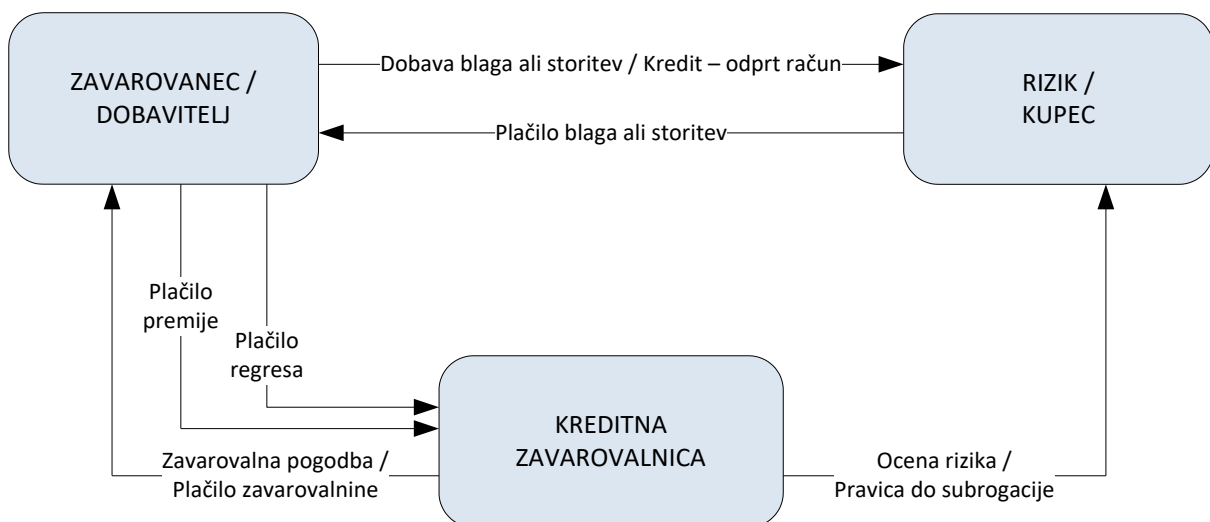 ZAVAROVANEC /
DOBAVITELJ
Dobava blaga ali storitev / Kredit – odprt račun
RIZIK /
KUPEC
Plačilo blaga ali storitev
Plačilo
premije
Plačilo
regresa
KREDITNA
ZAVAROVALNICA
Zavarovalna pogodba /
Plačilo zavarovalnine
Ocena rizika /
Pravica do subrogacije